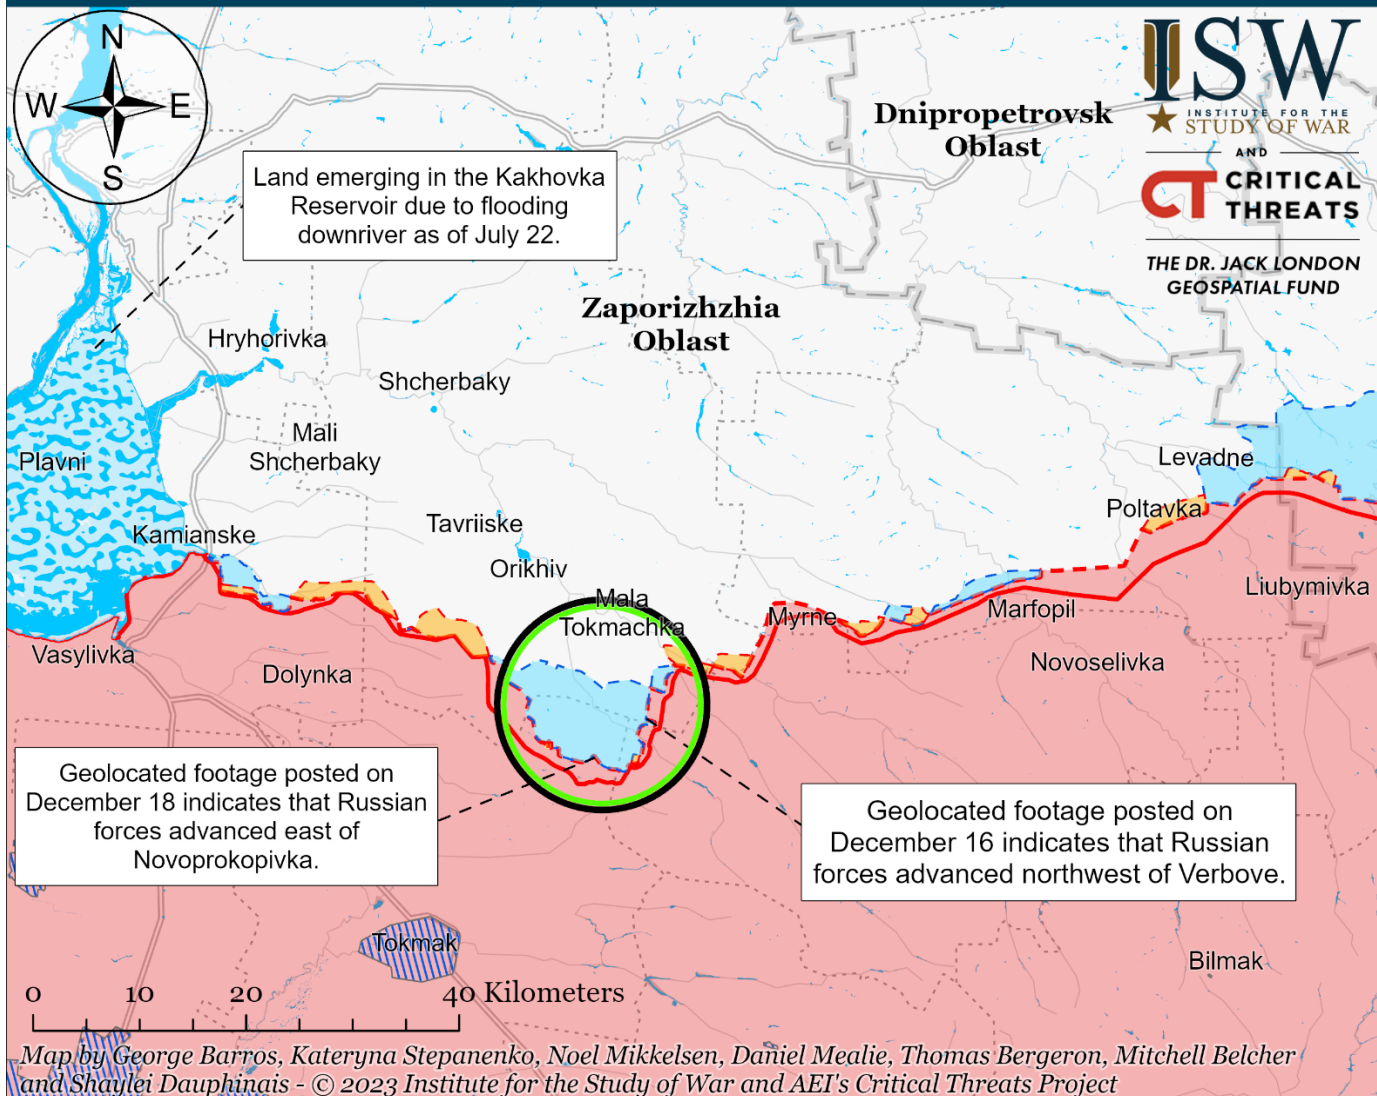 N
W
E
S
ISW
INSTITUTE FOR THE
STUDY OF WAR
AND
CT CRITICAL
THREATS
THE DR. JACK LONDON
GEOSPATIAL FUND
Dnipropetrovsk
Oblast
Land emerging in the Kakhovka
Reservoir due to flooding
downriver as of July 22.
Zaporizhzhia
Oblast
Hryhorivka
Shcherbaky
Mali
Shcherbaky
Plavni
Levadne
Poltavka
Tavriiske
Kamianske
Orikhiv
Liubymivka
Mala
Tokmachka
Myrne
Marfopil
Vasylivka
Dolynka
Novoselivka
Geolocated footage posted on
December 18 indicates that Russian
forces advanced east of
Novoprokopivka.
Geolocated footage posted on
December 16 indicates that Russian
forces advanced northwest of Verbove.
Tokmak
Bilmak
0 10 20 40 Kilometers
Map by George Barros, Kateryna Stepanenko, Noel Mikkelsen, Daniel Mealie, Thomas Bergeron, Mitchell Belcher
and Shaylei Dauphinais - © 2023 Institute for the Study of War and AEI's Critical Threats Project